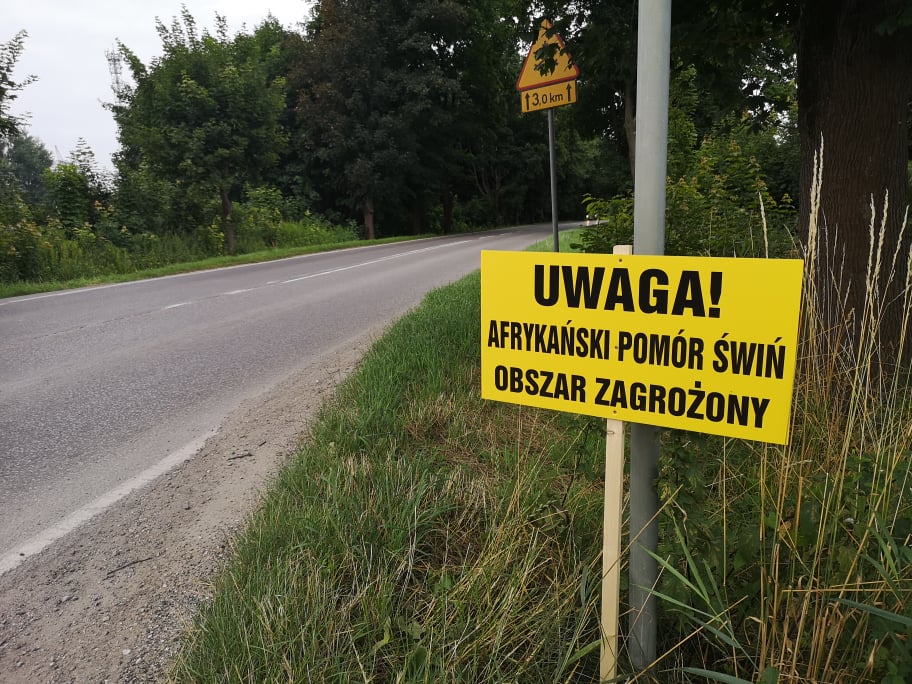 ↑3,0 km↑
UWAGA!
AFRYKAŃSKI POMÓR ŚWIŃ
OBSZAR ZAGROŻONY